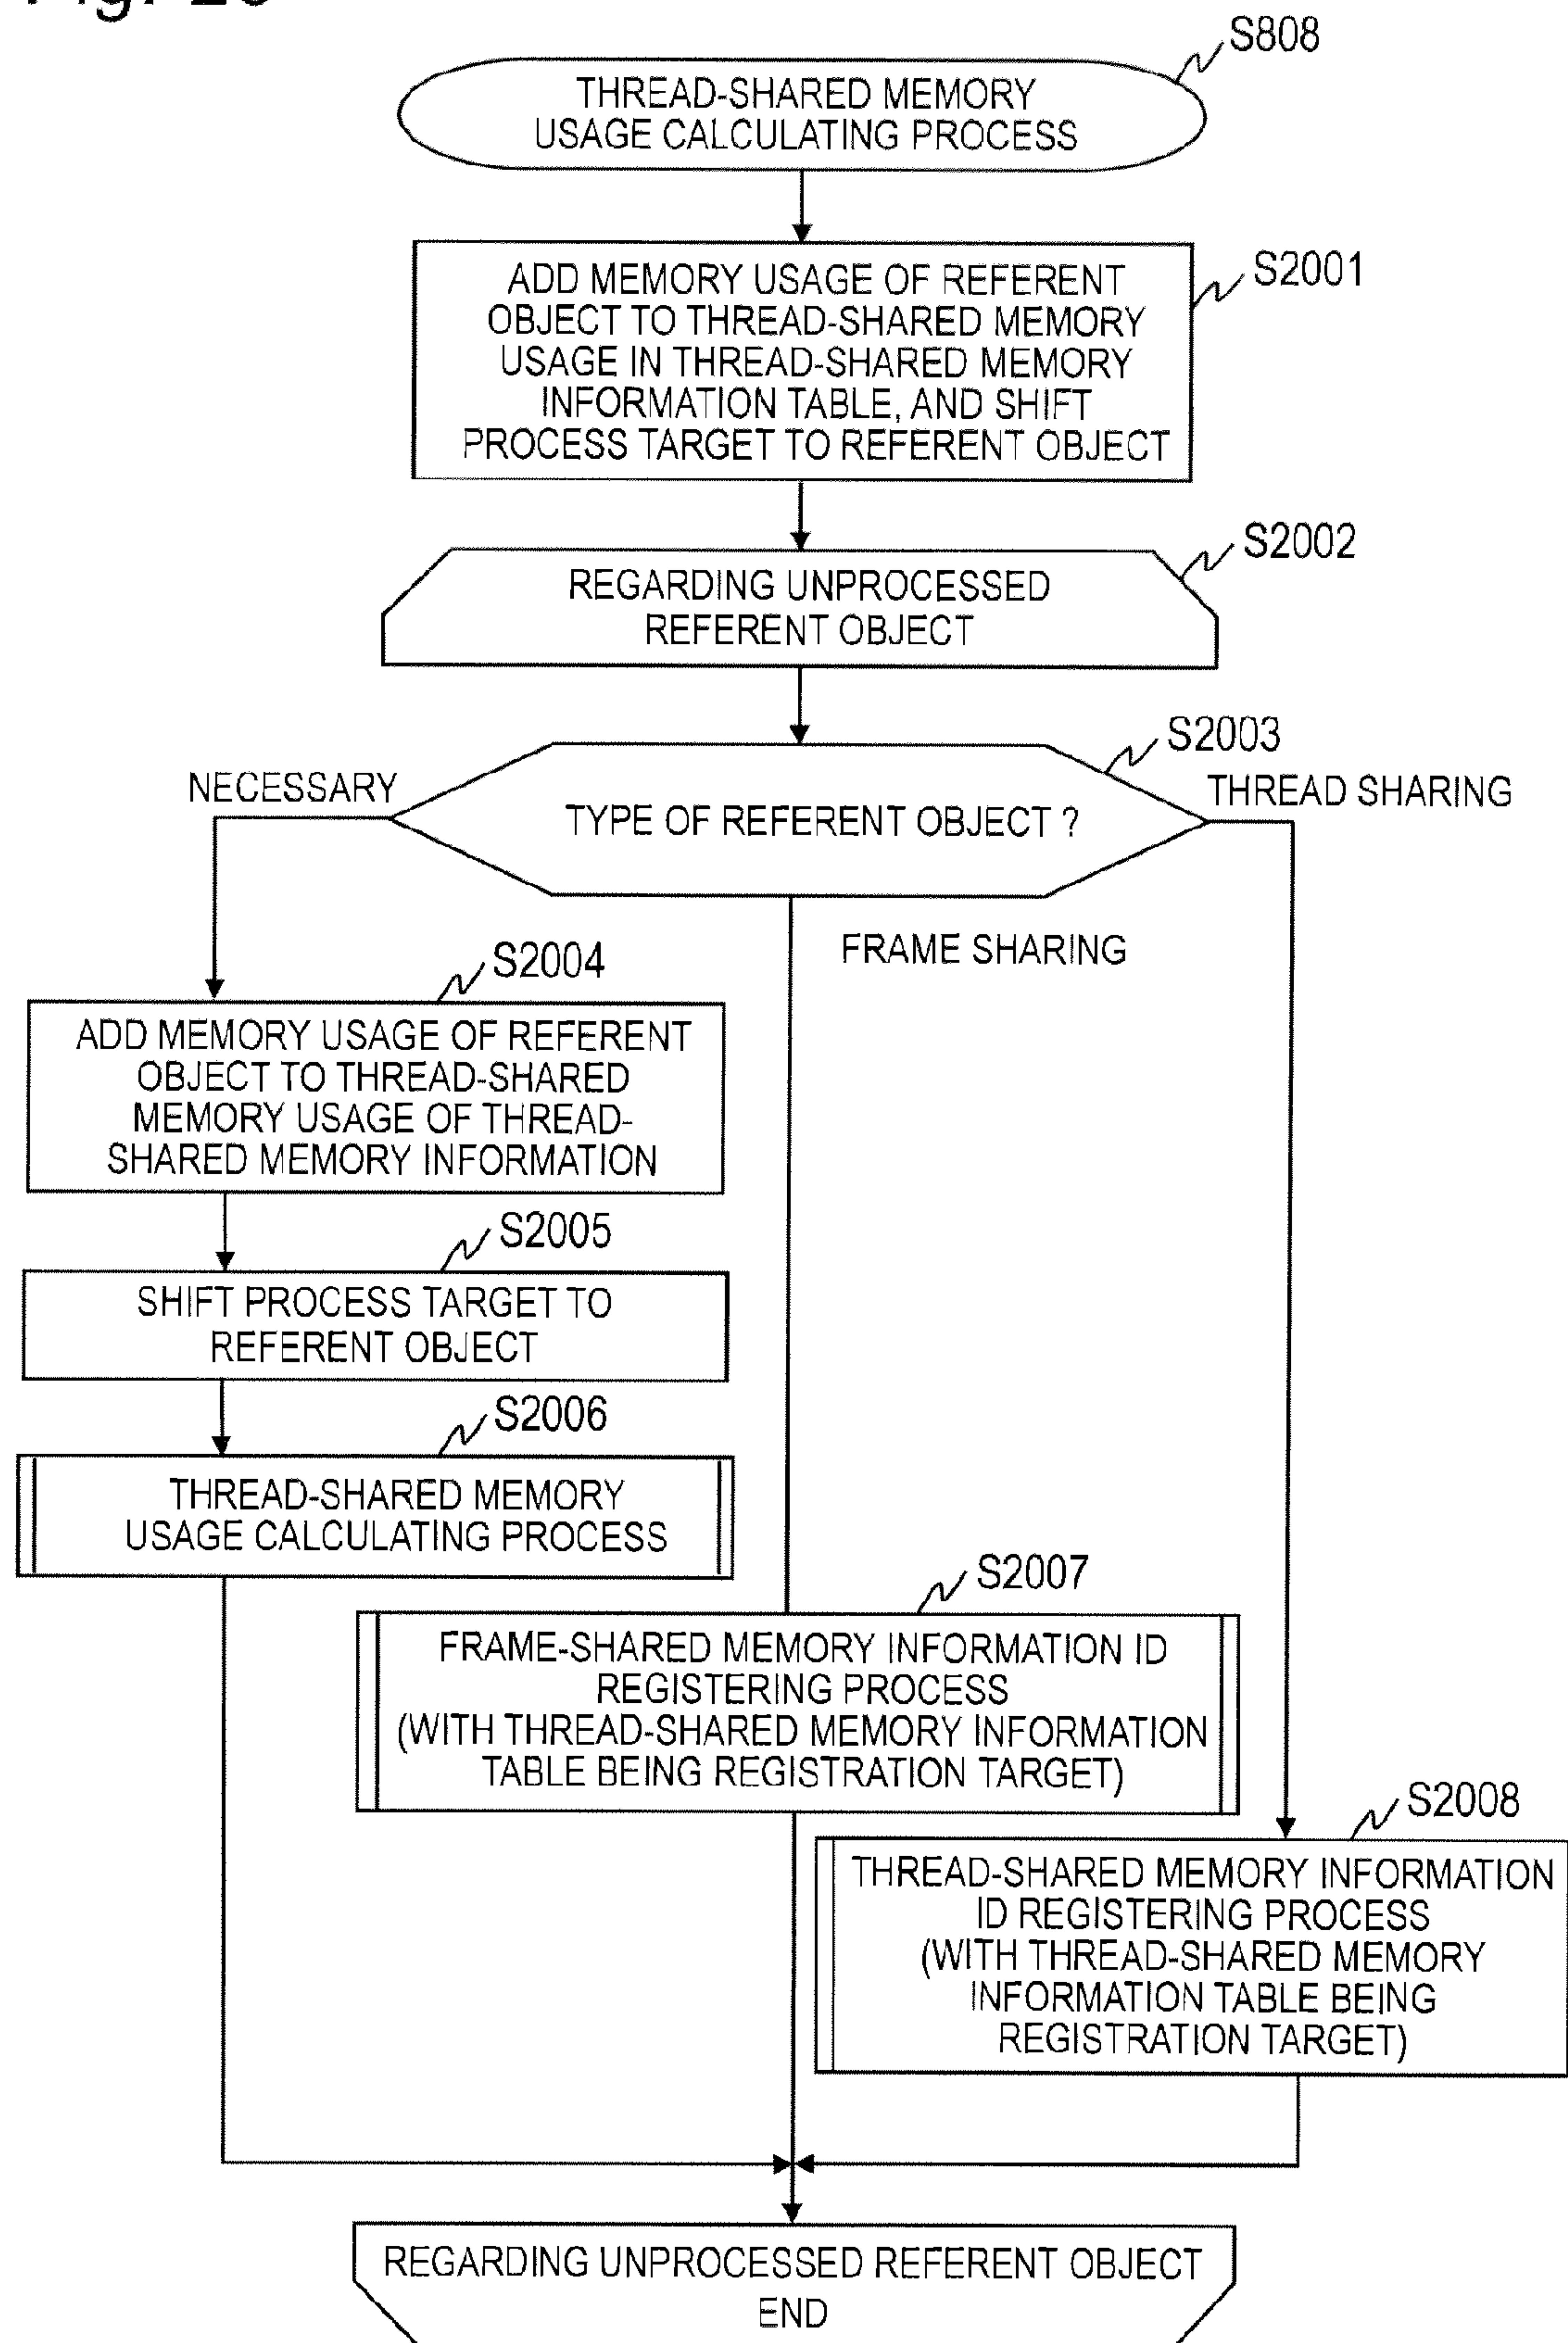 S808
THREAD-SHARED MEMORY
USAGE CALCULATING PROCESS
S2001
ADD MEMORY USAGE OF REFERENT
OBJECT TO THREAD-SHARED MEMORY
USAGE IN THREAD-SHARED MEMORY
INFORMATION TABLE, AND SHIFT
PROCESS TARGET TO REFERENT OBJECT
S2002
REGARDING UNPROCESSED
REFERENT OBJECT
S2003
NECESSARY
THREAD SHARING
TYPE OF REFERENT OBJECT ?
FRAME SHARING
S2004
ADD MEMORY USAGE OF REFERENT
OBJECT TO THREAD-SHARED
MEMORY USAGE OF THREAD-
SHARED MEMORY INFORMATION
S2005
SHIFT PROCESS TARGET TO
REFERENT OBJECT
S2006
THREAD-SHARED MEMORY
USAGE CALCULATING PROCESS
S2007
FRAME-SHARED MEMORY INFORMATION ID
REGISTERING PROCESS
(WITH THREAD-SHARED MEMORY INFORMATION
TABLE BEING REGISTRATION TARGET)
S2008
THREAD-SHARED MEMORY INFORMATION
ID REGISTERING PROCESS
(WITH THREAD-SHARED MEMORY
INFORMATION TABLE BEING
REGISTRATION TARGET)
REGARDING UNPROCESSED REFERENT OBJECT
END